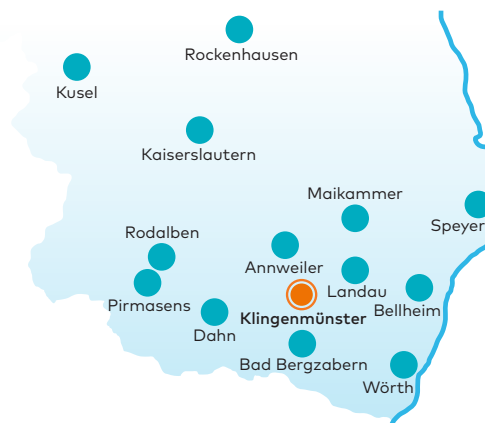 Rockenhausen
Kusel
Kaiserslautern
Maikammer
Speyer
Rodalben
Annweiler
Landau
Pirmasens
Bellheim
Klingenmünster
Dahn
Bad Bergzabern
Wörth